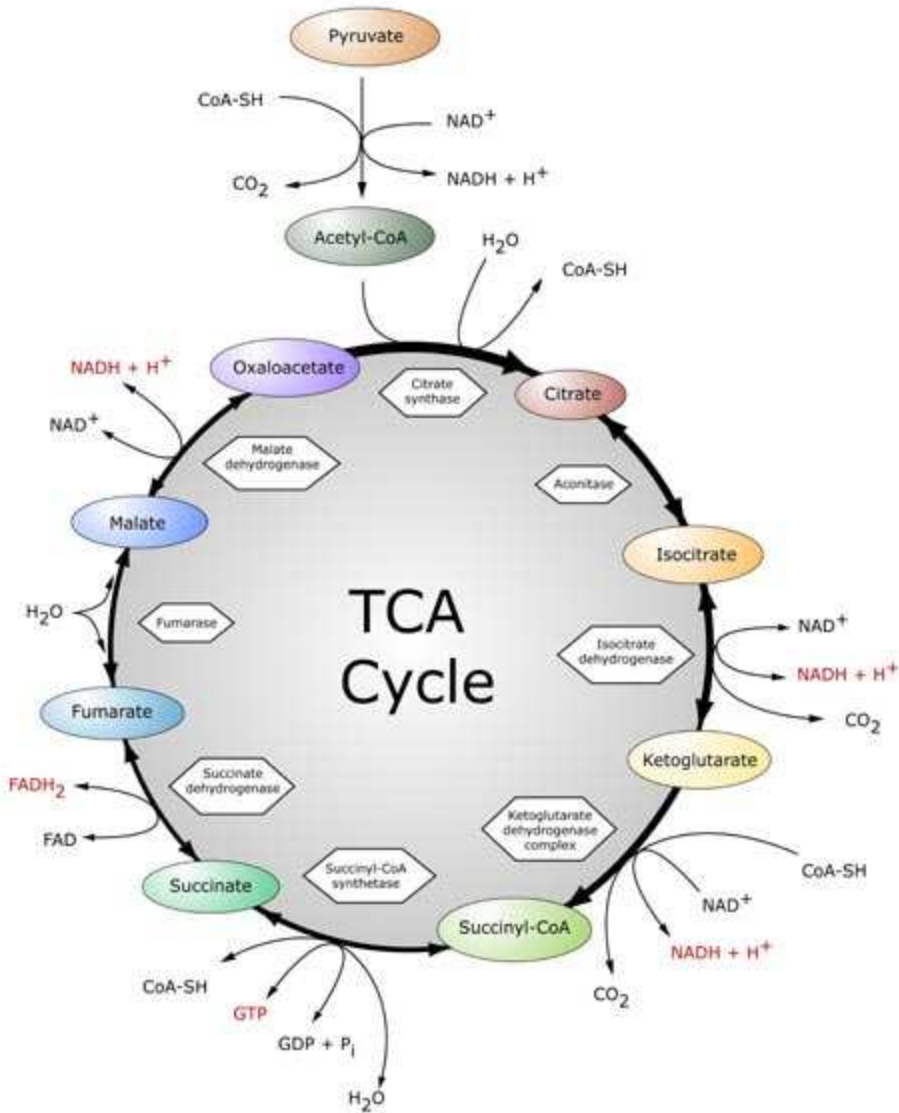 Pyruvate
CoA-SH
NAD+
CO2
NADH + H+
Acetyl-CoA
H2O
CoA-SH
NADH + H+
Oxaloacetate
Citrate
synthase
Citrate
NAD+
Malate
dehydrogenase
Aconitase
Malate
Isocitrate
TCA
Cycle
H2O
Fumarase
Isocitrate
dehydrogenase
NAD+
NADH + H+
CO2
Fumarate
Ketoglutarate
FADH2
FAD
Succinate
dehydrogenase
Ketoglutarate
dehydrogenase
complex
Succinate
Succinyl-CoA
synthetase
Succinyl-CoA
CoA-SH
NAD+
NADH + H+
CO2
CoA-SH
GTP
GDP + Pi
H2O